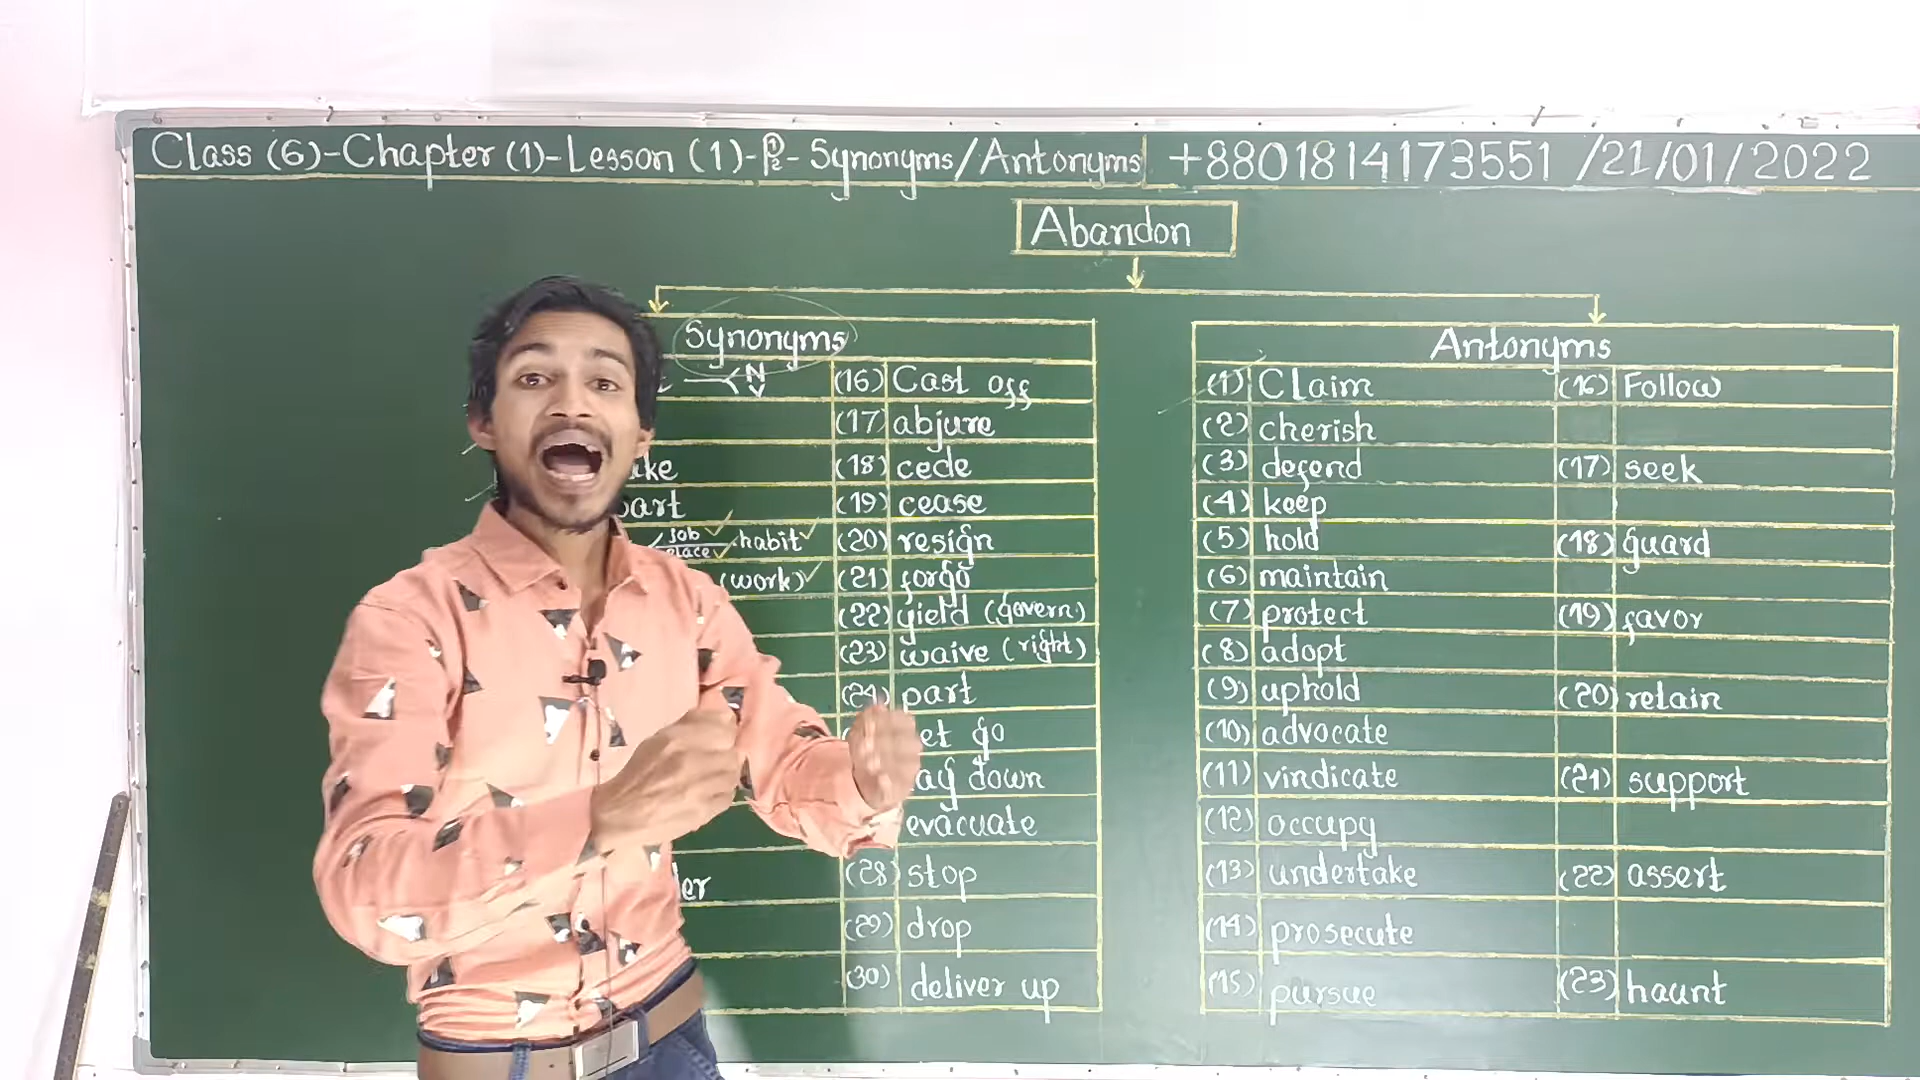 Class (6)-Chapter (1)-Lesson (1)-P 1/2 - Synonyms/Antonyms +8801814173551 /21/01/2022
Abandon
Synonyms
N
V
job
place
habit
(work)
part
(16) Cast off
(17) abjure
(18) cede
(19) cease
(20) resign
(21) forgo
(22) yield (govern)
(23) waive (right)
(24) part
go
down
evacuate
(28) stop
(29) drop
(30) deliver up
Antonyms
(1) Claim
(2) cherish
(3) defend
(4) keep
(5) hold
(6) maintain
(7) protect
(8) adopt
(9) uphold
(10) advocate
(11) vindicate
(12) occupy
(13) undertake
(14) prosecute
(15) pursue
(16) Follow
(17) seek
(18) guard
(19) favor
(20) retain
(21) support
(22) assert
(23) haunt